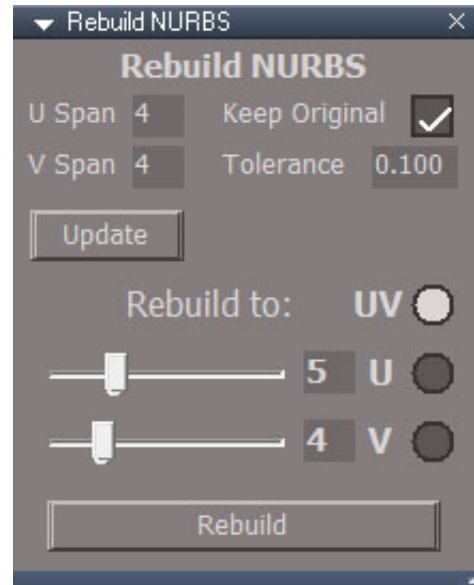 Rebuild NURBS
Rebuild NURBS
U Span 4 Keep Original
V Span 4 Tolerance 0.100
Update
Rebuild to: UV
5 U
4 V
Rebuild